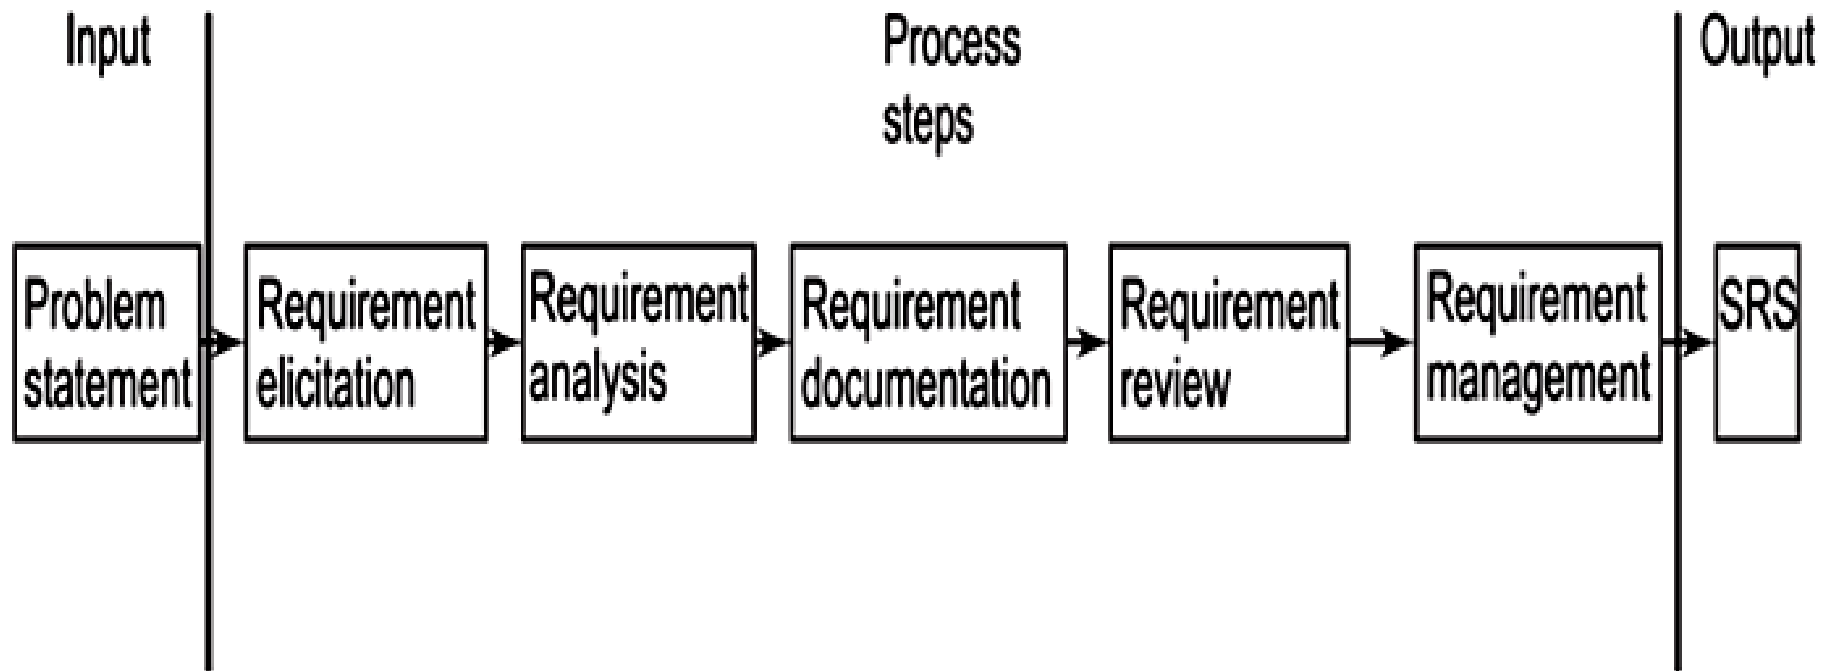 Input
Process
steps
Output
Problem
statement
Requirement
elicitation
Requirement
analysis
Requirement
documentation
Requirement
review
Requirement
management
SRS